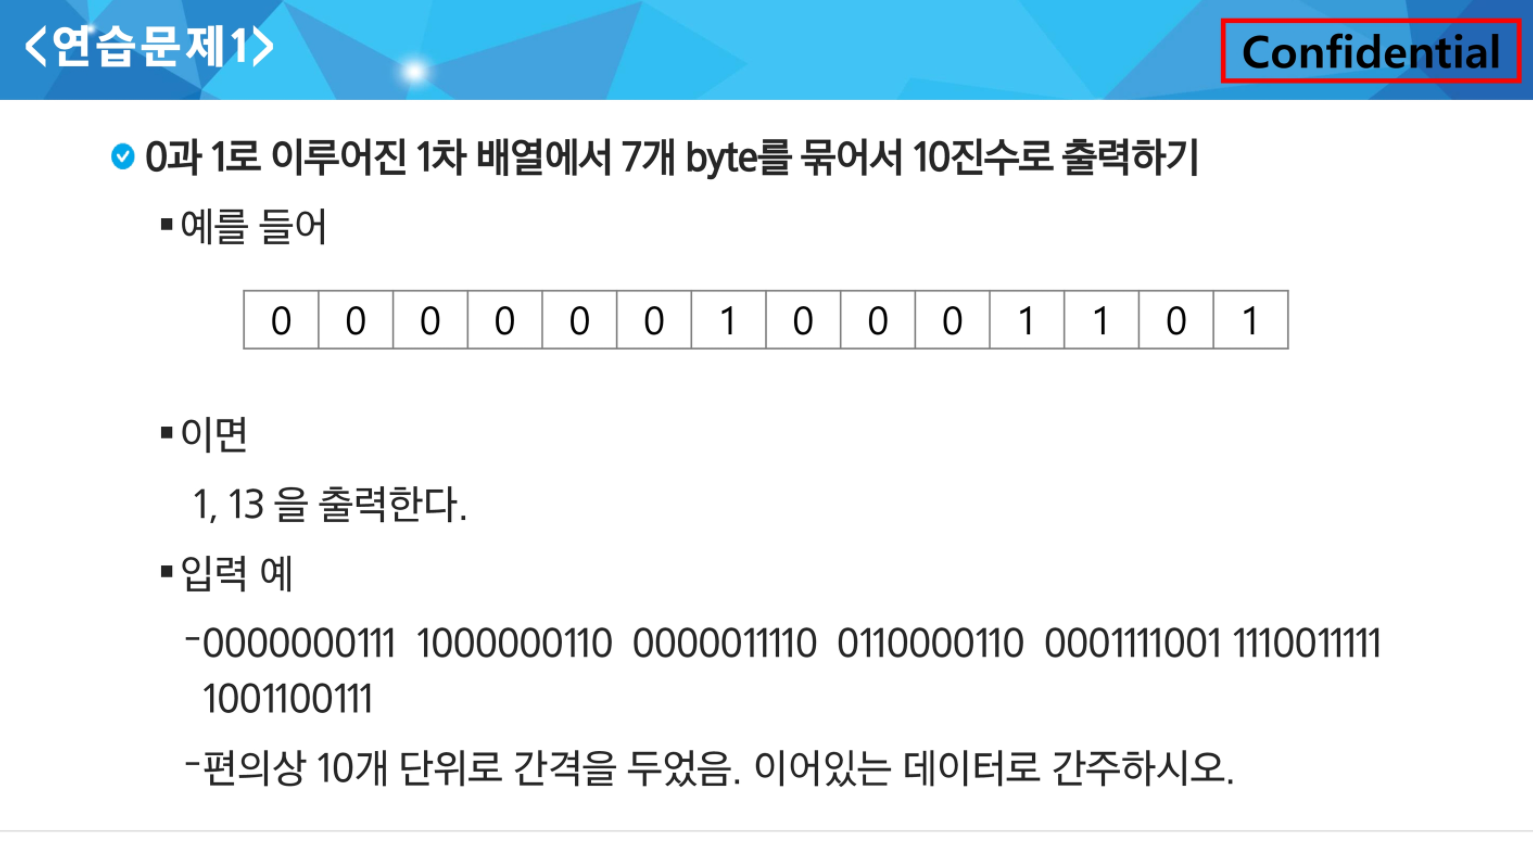 <연습문제1>
Confidential
0과 1로 이루어진 1차 배열에서 7개 byte를 묶어서 10진수로 출력하기
▪예를 들어
0 0 0 0 0 0 1 0 0 0 1 1 0 1
▪이면
1, 13 을 출력한다.
▪입력 예
-0000000111 1000000110 0000011110 0110000110 0001111001 1110011111
1001100111
-편의상 10개 단위로 간격을 두었음. 이어있는 데이터로 간주하시오.